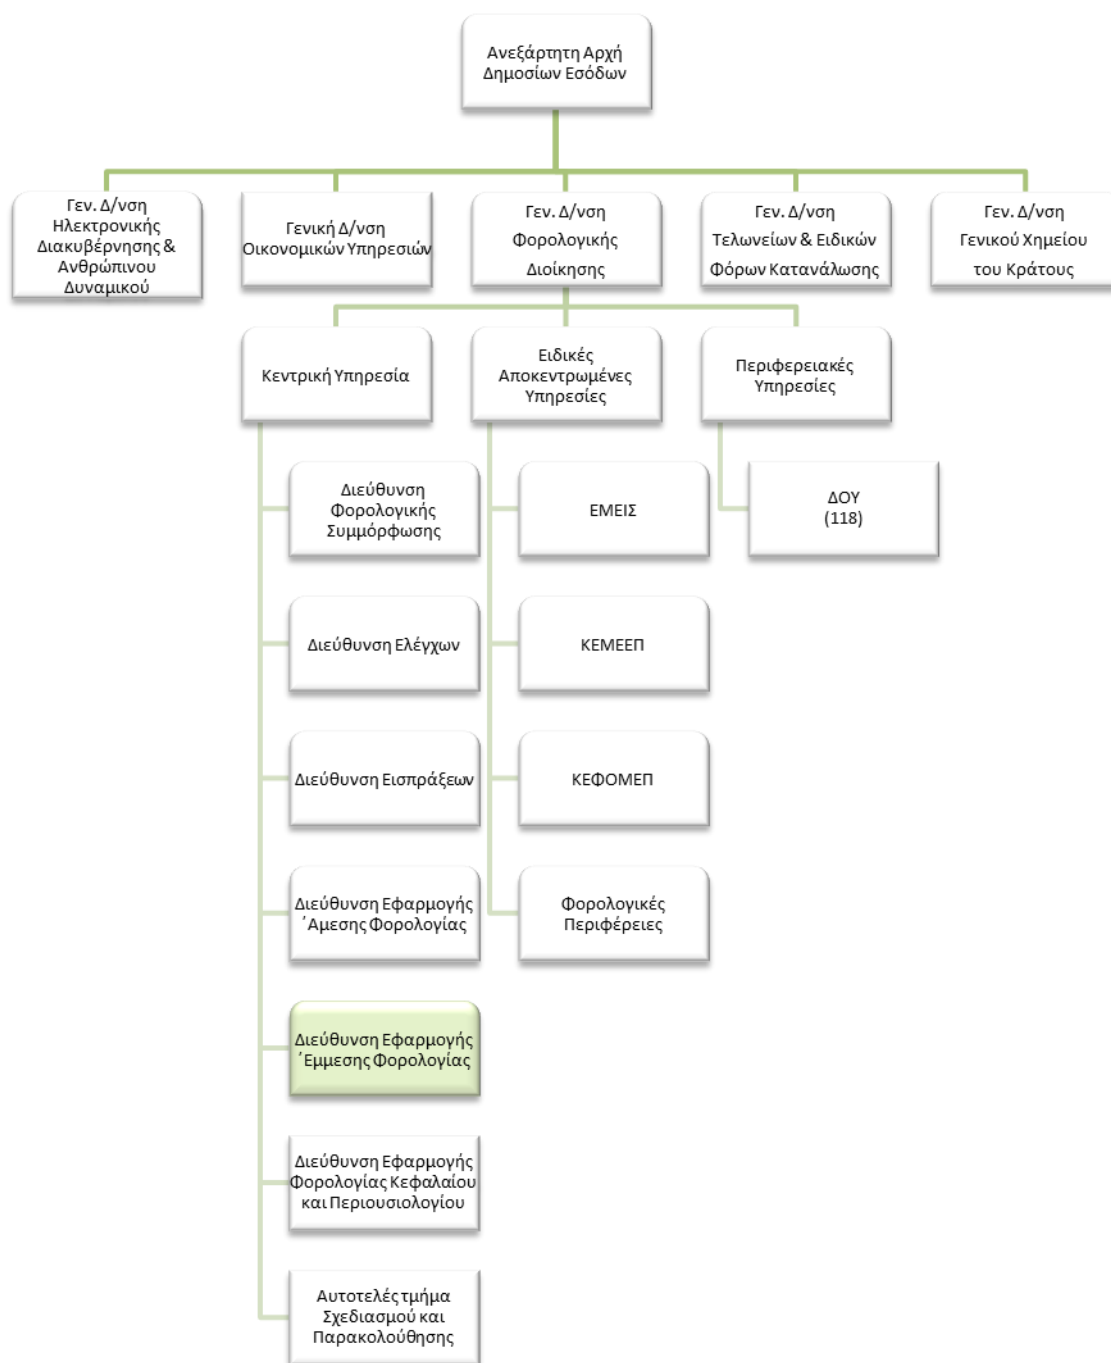 Ανεξάρτητη Αρχή
Δημοσίων Εσόδων
Γεν. Δ/νση
Ηλεκτρονικής
Διακυβέρνησης &
Ανθρώπινου
Δυναμικού
Γενική Δ/νση
Οικονομικών Υπηρεσιών
Γεν. Δ/νση
Φορολογικής
Διοίκησης
Γεν. Δ/νση
Τελωνείων & Ειδικών
Φόρων Κατανάλωσης
Γεν. Δ/νση
Γενικού Χημείου
του Κράτους
Κεντρική Υπηρεσία
Ειδικές
Αποκεντρωμένες
Υπηρεσίες
Περιφερειακές
Υπηρεσίες
Διεύθυνση
Φορολογικής
Συμμόρφωσης
ΕΜΕΙΣ
ΔΟΥ
(118)
Διεύθυνση Ελέγχων
ΚΕΜΕΕΠ
Διεύθυνση Εισπράξεων
ΚΕΦΟΜΕΠ
Διεύθυνση Εφαρμογής
΄Αμεσης Φορολογίας
Φορολογικές
Περιφέρειες
Διεύθυνση Εφαρμογής
΄Εμμεσης Φορολογίας
Διεύθυνση Εφαρμογής
Φορολογίας Κεφαλαίου
και Περιουσιολογίου
Αυτοτελές τμήμα
Σχεδιασμού και
Παρακολούθησης